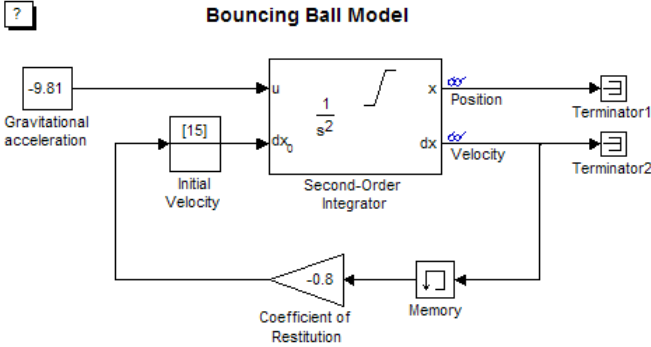 ?
Bouncing Ball Model
-9.81
Gravitational
acceleration
[15]
Initial
Velocity
u
dx0
1
s2
x
dx
Second-Order
Integrator
Position
Velocity
Terminator1
Terminator2
-0.8
Coefficient of
Restitution
Memory